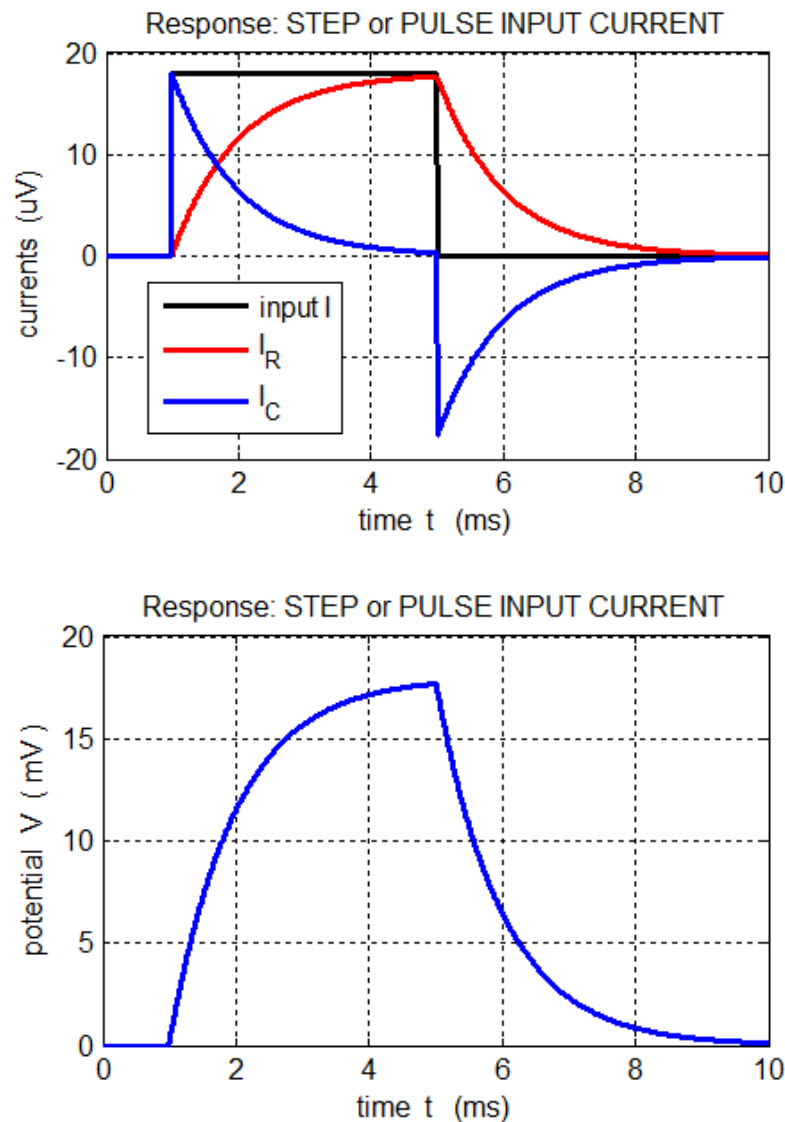 Response: STEP or PULSE INPUT CURRENT
20
10
0
-10
-20
currents (uV)
input I
I_R
I_C
0 2 4 6 8 10
time t (ms)
Response: STEP or PULSE INPUT CURRENT
20
15
10
5
0
potential V ( mV )
0 2 4 6 8 10
time t (ms)